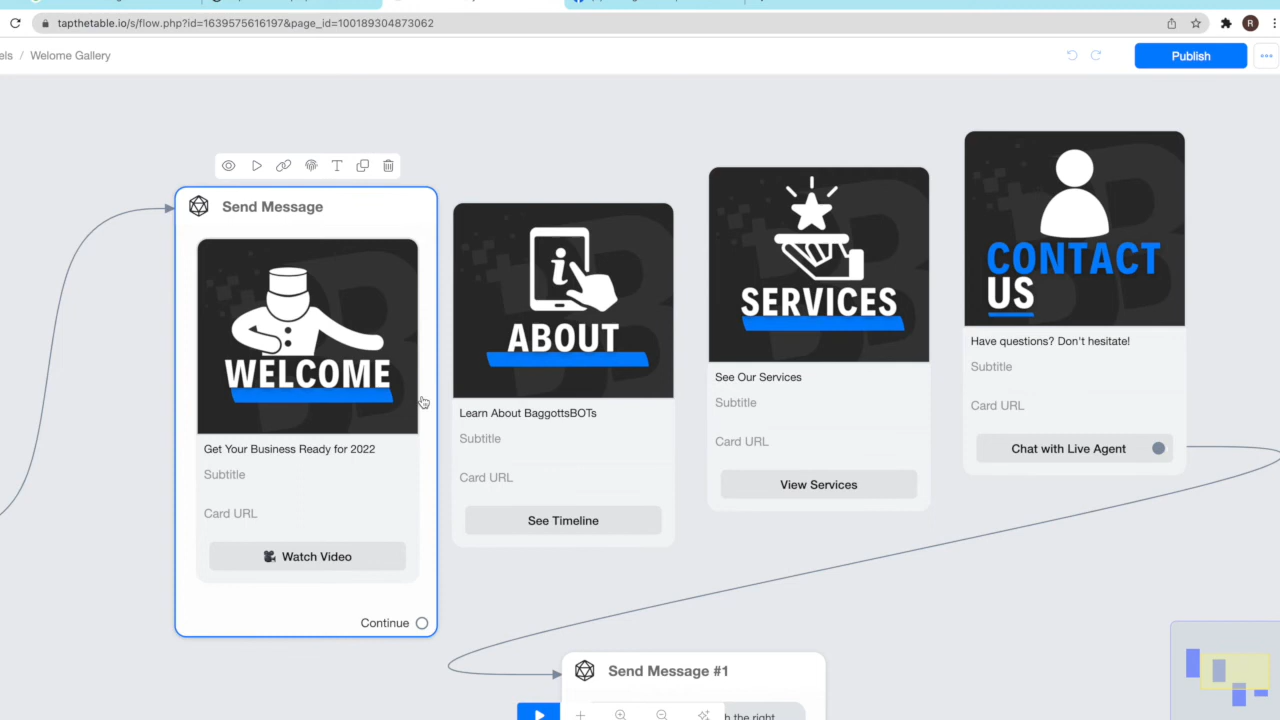 tapthetable.io/s/flow.php?id=1639575616197&page_id=100189304873062
R
els / Welome Gallery
Publish
Send Message
WELCOME
Get Your Business Ready for 2022
Subtitle
Card URL
Watch Video
Continue
ABOUT
Learn About BaggottsBOTs
Subtitle
Card URL
See Timeline
SERVICES
See Our Services
Subtitle
Card URL
View Services
CONTACT
US
Have questions? Don't hesitate!
Subtitle
Card URL
Chat with Live Agent
Send Message #1
the right